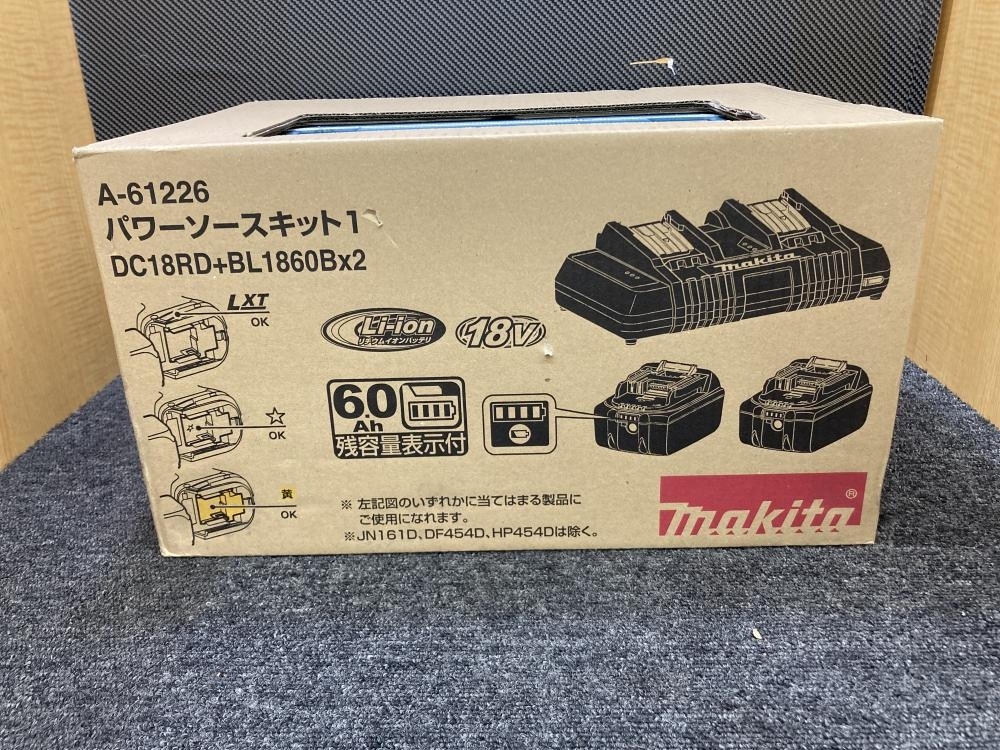 A-61226
パワーソースキット1
DC18RD+BL1860Bx2
LXT
OK
☆
OK
黄
OK
Li-ion
リチウムイオンバッテリ
18V
6.0
Ah
残容量表示付
makita
※ 左記図のいずれかに当てはまる製品に
ご使用になれます。
※JN161D、DF454D、HP454Dは除く。
makita®